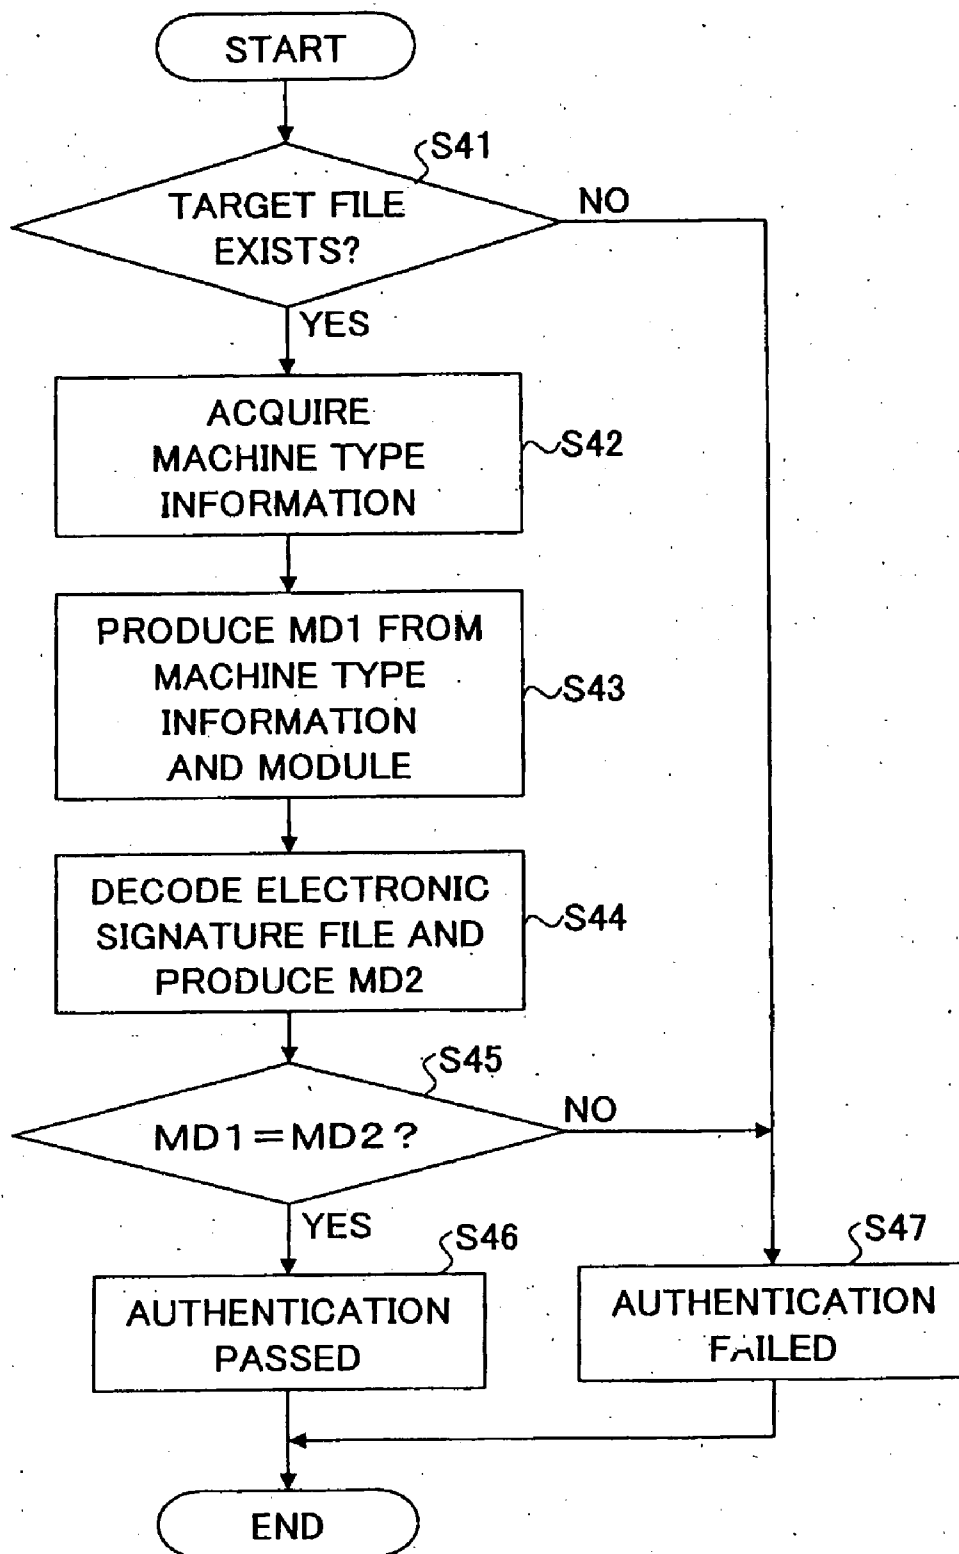 START
S41
TARGET FILE
EXISTS?
NO
YES
ACQUIRE
MACHINE TYPE
INFORMATION
S42
PRODUCE MD1 FROM
MACHINE TYPE
INFORMATION
AND MODULE
S43
DECODE ELECTRONIC
SIGNATURE FILE AND
PRODUCE MD2
S44
S45
MD1=MD2?
NO
YES
S46
AUTHENTICATION
PASSED
S47
AUTHENTICATION
FAILED
END